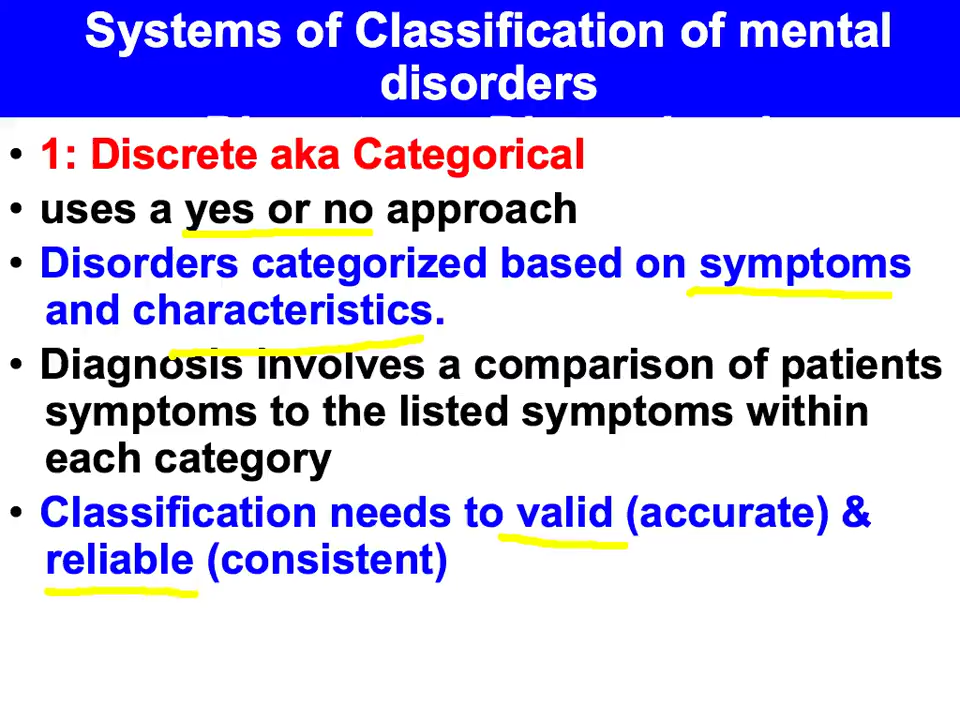 Systems of Classification of mental
disorders
• 1: Discrete aka Categorical
• uses a yes or no approach
• Disorders categorized based on symptoms
and characteristics.
• Diagnosis involves a comparison of patients
symptoms to the listed symptoms within
each category
• Classification needs to valid (accurate) &
reliable (consistent)